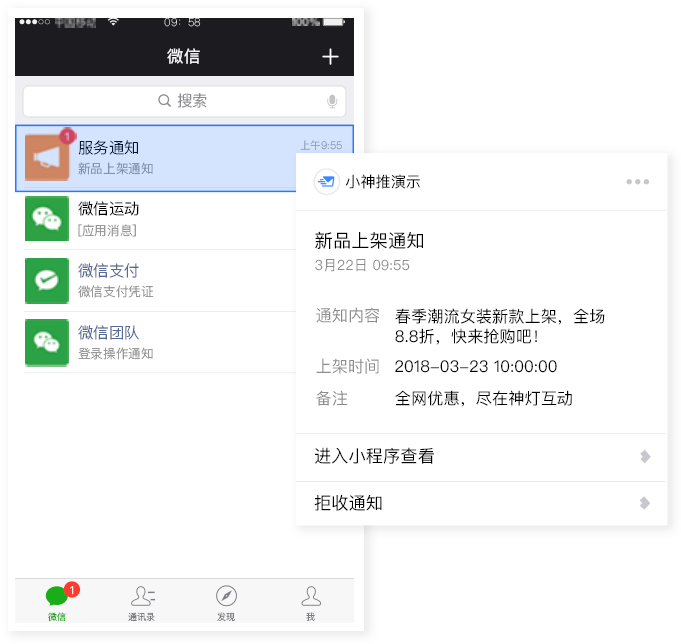 09: 58
100%
微信
搜索
1
服务通知
上午9:55
新品上架通知
微信运动
[应用消息]
微信支付
微信支付凭证
微信团队
登录操作通知
小神推演示
新品上架通知
3月22日 09:55
通知内容 春季潮流女装新款上架，全场
8.8折，快来抢购吧！
上架时间 2018-03-23 10:00:00
备注 全网优惠，尽在神灯互动
进入小程序查看
拒收通知
1
微信
通讯录
发现
我